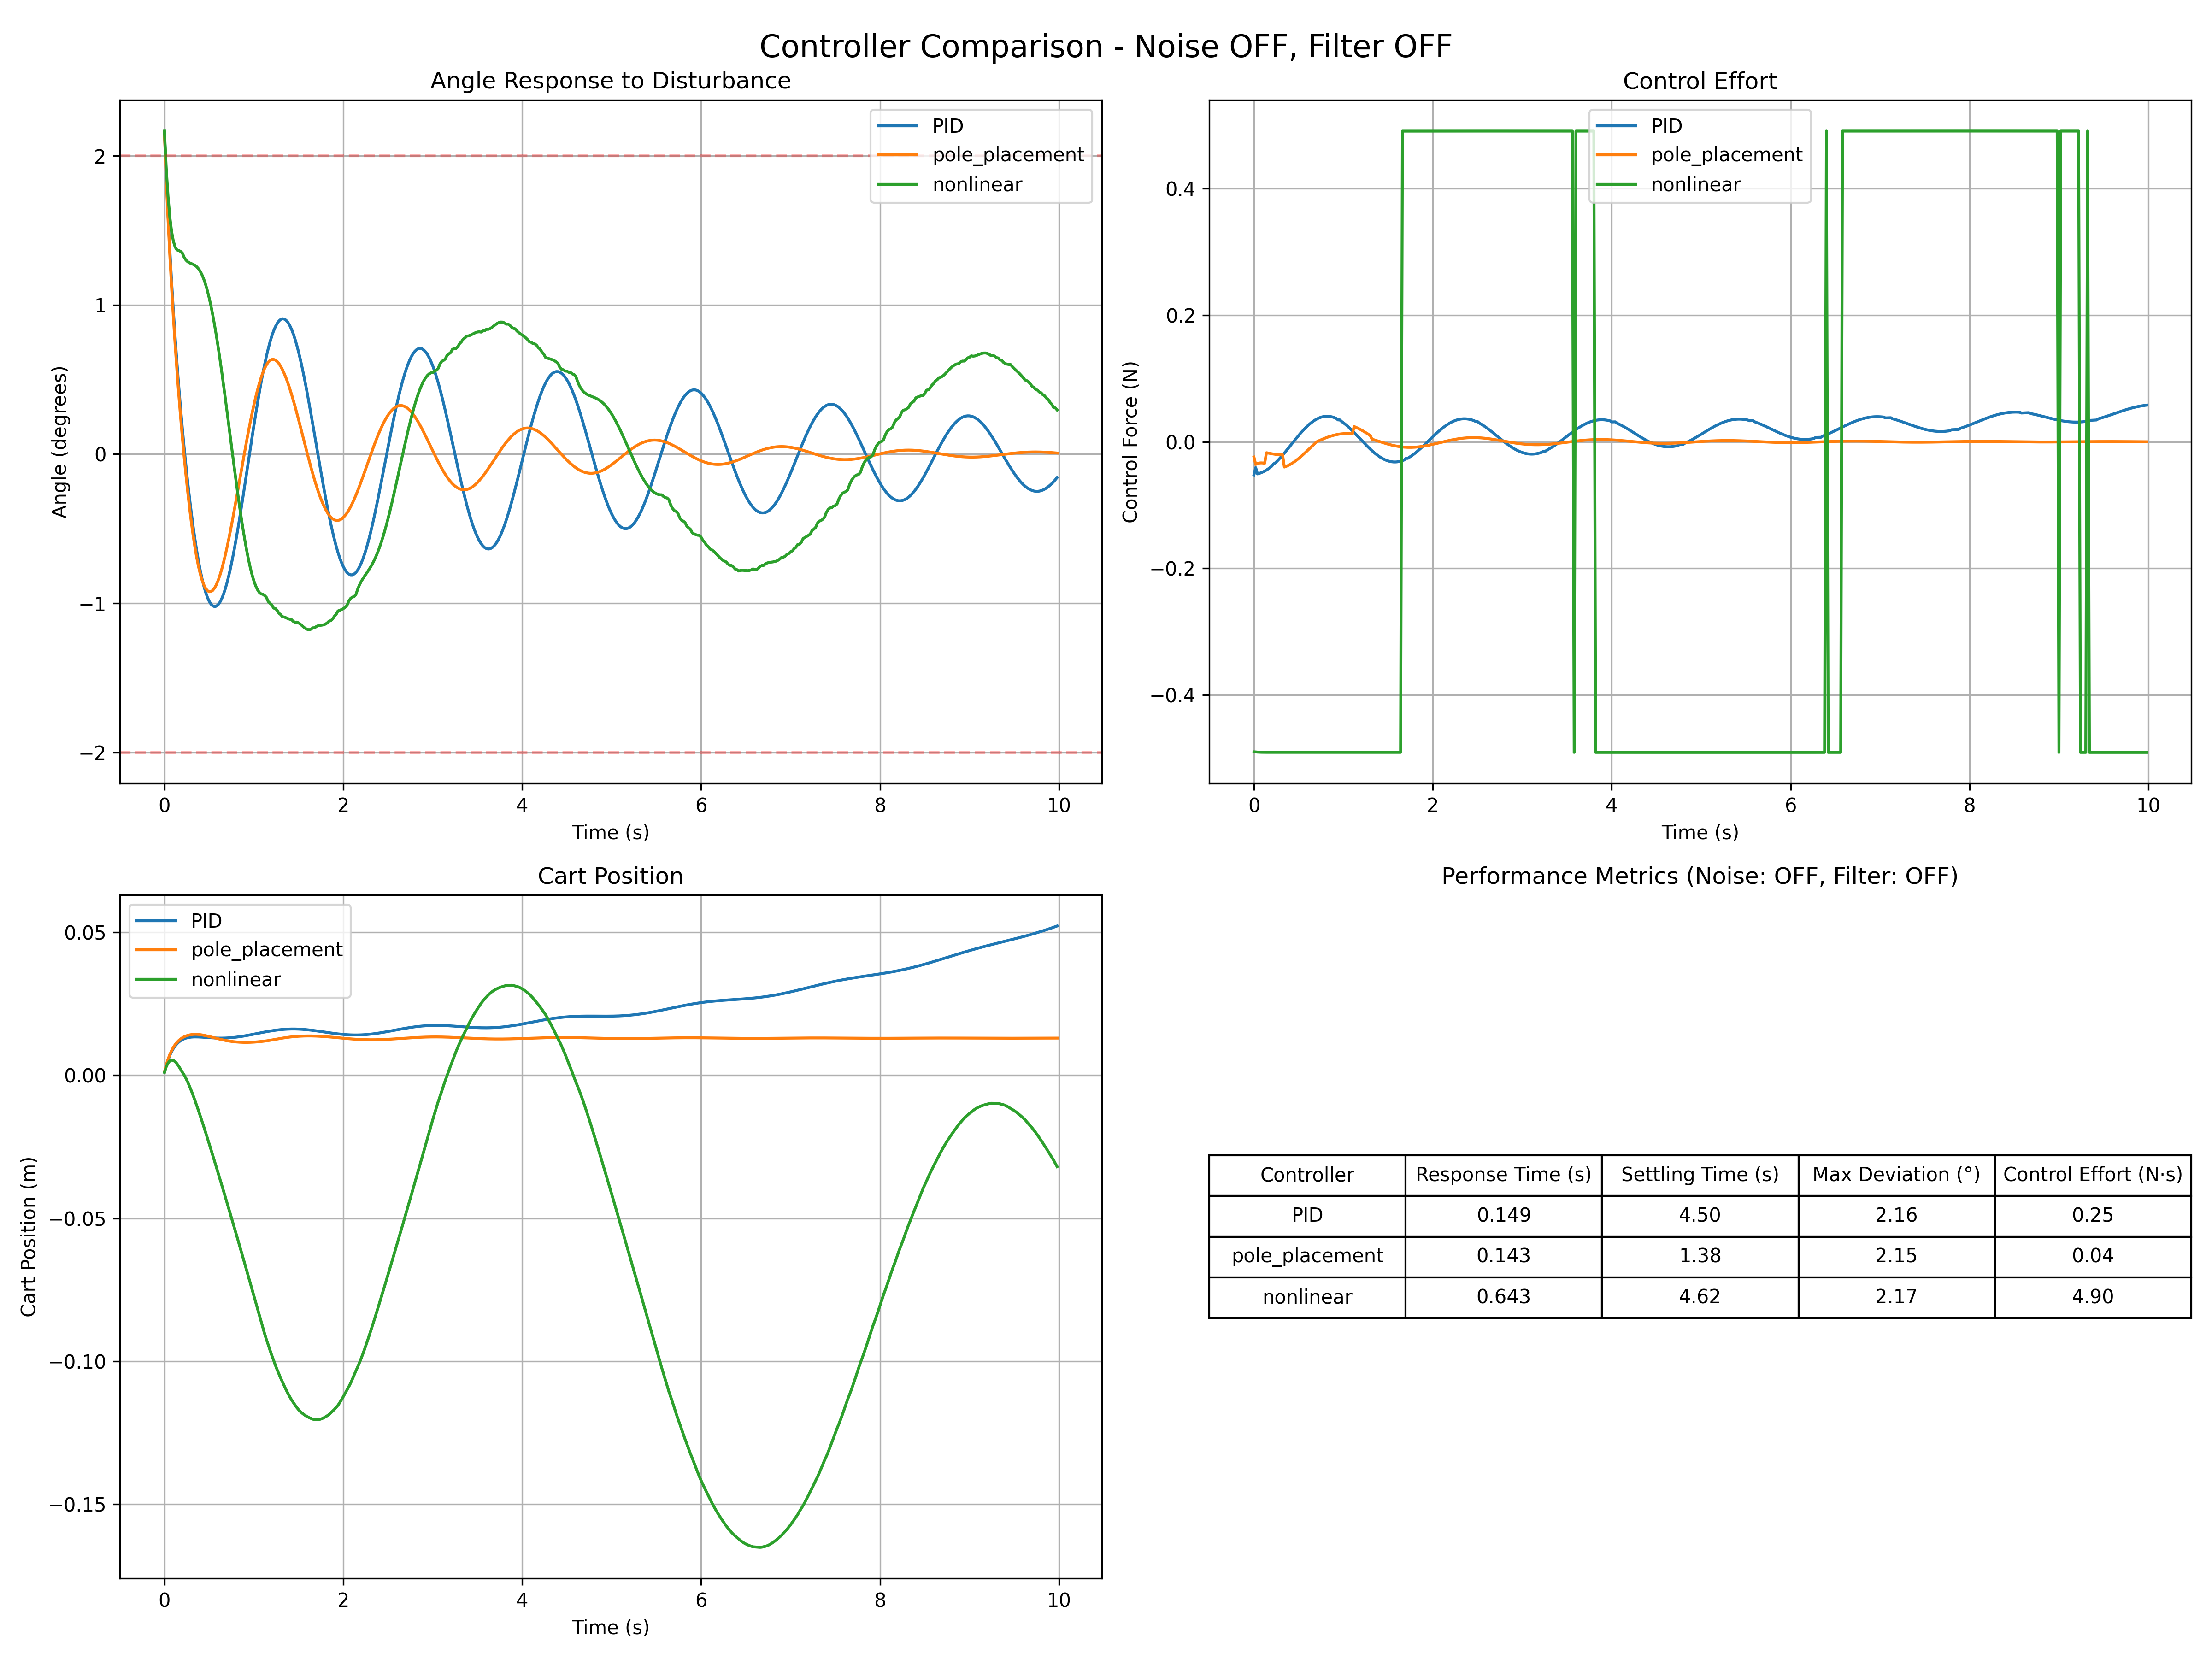 Controller Comparison - Noise OFF, Filter OFF
Angle Response to Disturbance
PID
pole_placement
nonlinear
2
1
0
−1
−2
Angle (degrees)
0 2 4 6 8 10
Time (s)
Control Effort
PID
pole_placement
nonlinear
0.4
0.2
0.0
−0.2
−0.4
Control Force (N)
0 2 4 6 8 10
Time (s)
Cart Position
PID
pole_placement
nonlinear
0.05
0.00
−0.05
−0.10
−0.15
Cart Position (m)
0 2 4 6 8 10
Time (s)
Performance Metrics (Noise: OFF, Filter: OFF)
Controller Response Time (s) Settling Time (s) Max Deviation (°) Control Effort (N·s)
PID 0.149 4.50 2.16 0.25
pole_placement 0.143 1.38 2.15 0.04
nonlinear 0.643 4.62 2.17 4.90